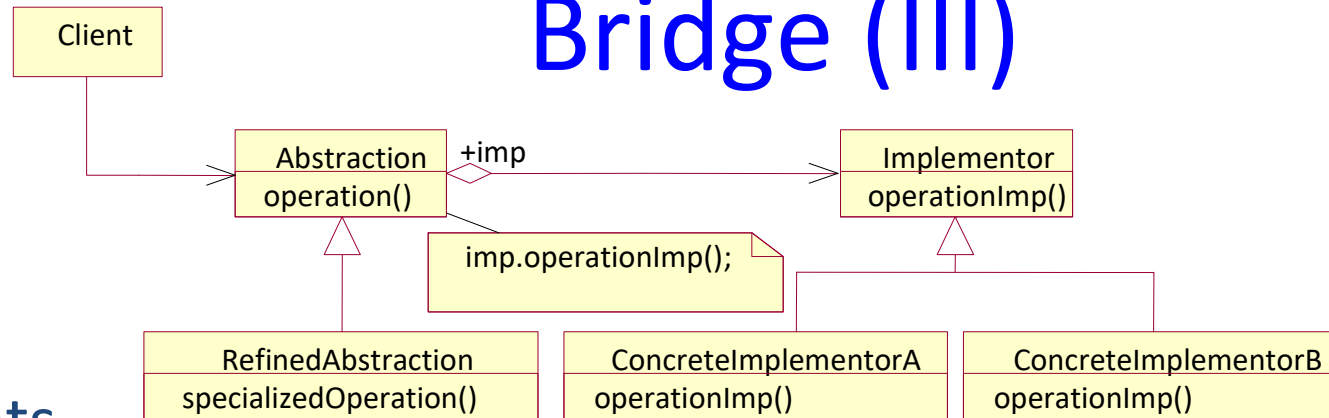 Bridge (III)
Client
Abstraction
operation()
+imp
Implementor
operationImp()
imp.operationImp();
RefinedAbstraction
specializedOperation()
ConcreteImplementorA
operationImp()
ConcreteImplementorB
operationImp()